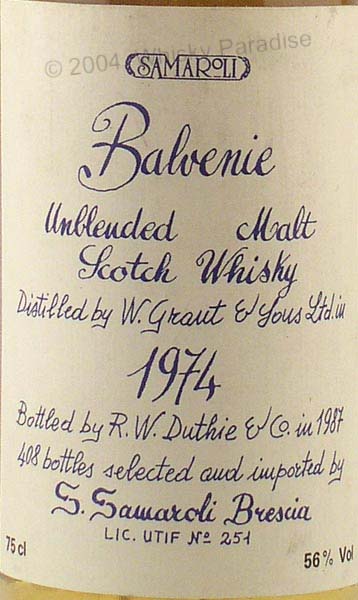 © 2004 Whisky Paradise
SAMAROLI
Balvenie
Unblended Malt
Scotch Whisky
Distilled by W. Grant & Sons Ltd. in
1974
Bottled by R. W. Duthie & Co. in 1987
408 bottles selected and imported by
S. Samaroli Brescia
LIC. UTIF Nº 251
75 cl
56% Vol